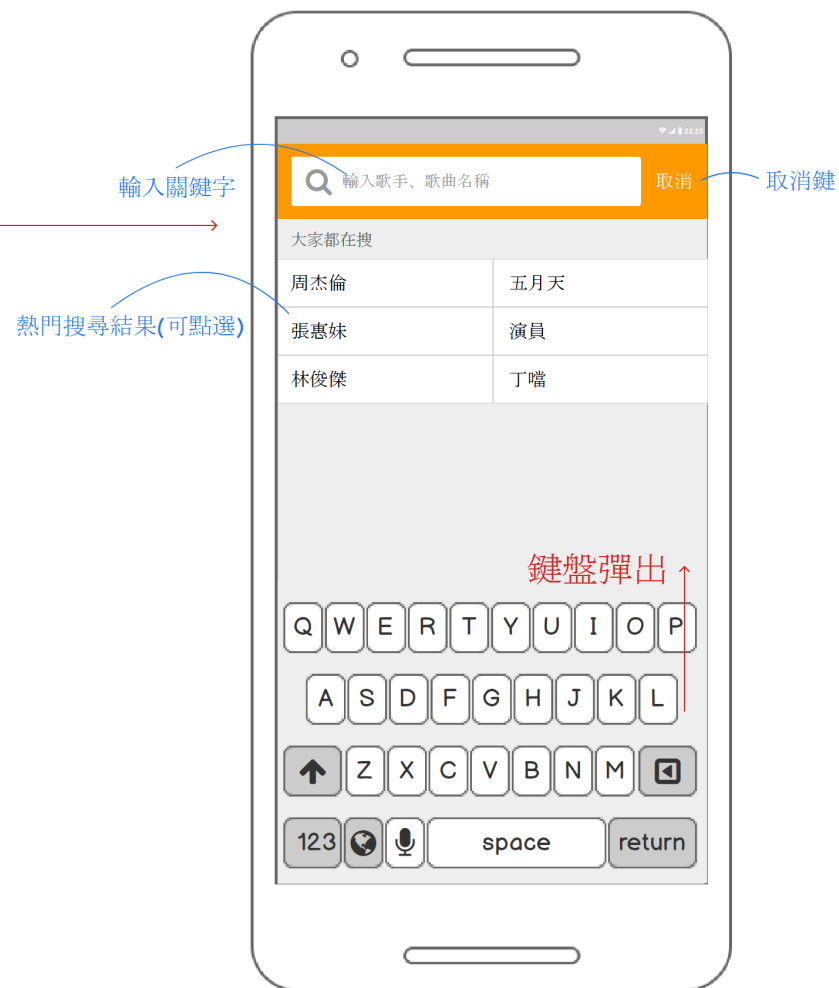 22:25
輸入歌手、歌曲名稱
取消
取消鍵
輸入關鍵字
大家都在搜
周杰倫 五月天
熱門搜尋結果(可點選)
張惠妹 演員
林俊傑 丁噹
鍵盤彈出
Q W E R T Y U I O P
A S D F G H J K L
Z X C V B N M
123 space return